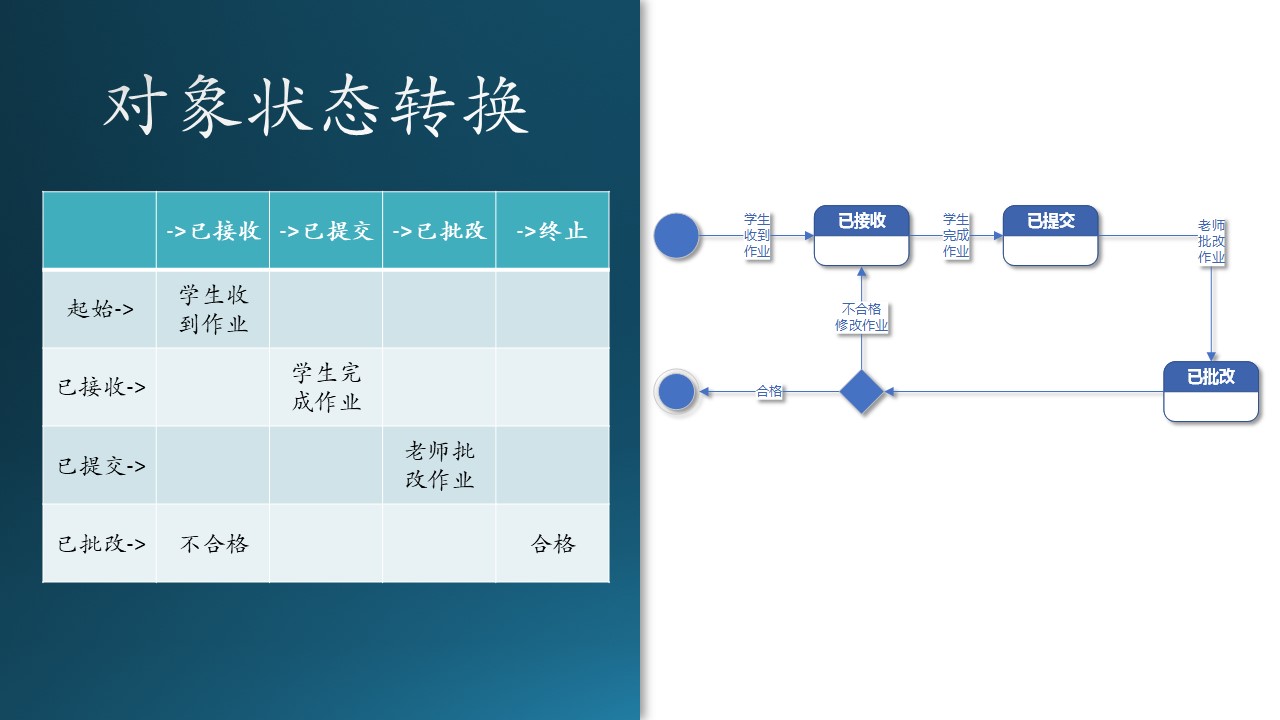 对象状态转换
->已接收 ->已提交 ->已批改 ->终止
起始-> 学生收
到作业
已接收-> 学生完
成作业
已提交-> 老师批
改作业
已批改-> 不合格 合格
学生
收到
作业
已接收
学生
完成
作业
已提交
老师
批改
作业
不合格
修改作业
合格
已批改